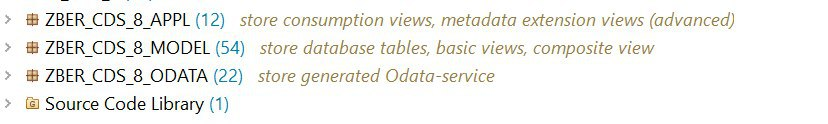 ZBER_CDS_8_APPL (12) store consumption views, metadata extension views (advanced)
ZBER_CDS_8_MODEL (54) store database tables, basic views, composite view
ZBER_CDS_8_ODATA (22) store generated Odata-service
Source Code Library (1)